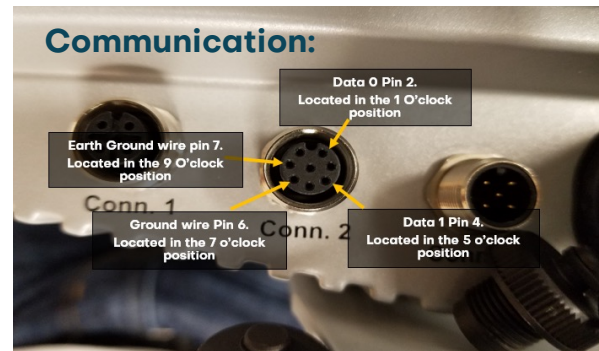 Communication:
Data 0 Pin 2.
Located in the 1 O'clock
position
Earth Ground wire pin 7.
Located in the 9 O'clock
position
Conn. 1
Ground wire Pin 6.
Located in the 7 o'clock
position
Conn. 2
Data 1 Pin 4.
Located in the 5 o'clock
position